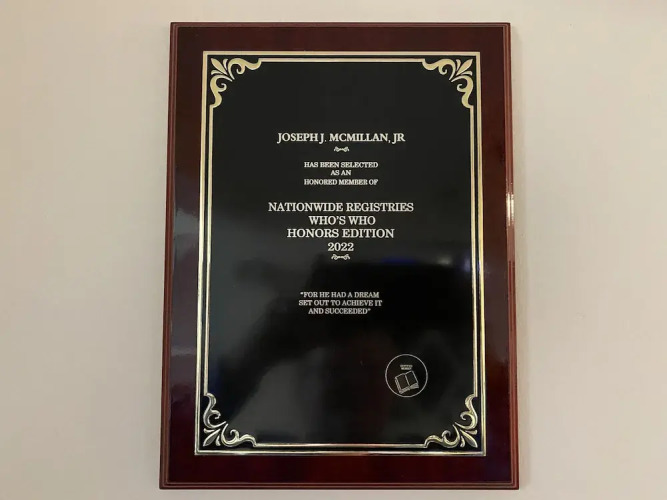 JOSEPH J. MCMILLAN, JR
HAS BEEN SELECTED
AS AN
HONORED MEMBER OF
NATIONWIDE REGISTRIES
WHO'S WHO
HONORS EDITION
2022
"FOR HE HAD A DREAM
SET OUT TO ACHIEVE IT
AND SUCCEEDED"